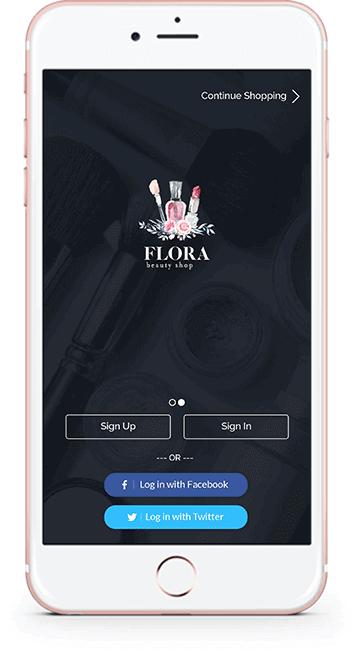 Continue Shopping
FLORA
beauty shop
Sign Up
Sign In
--- OR ---
Log in with Facebook
Log in with Twitter